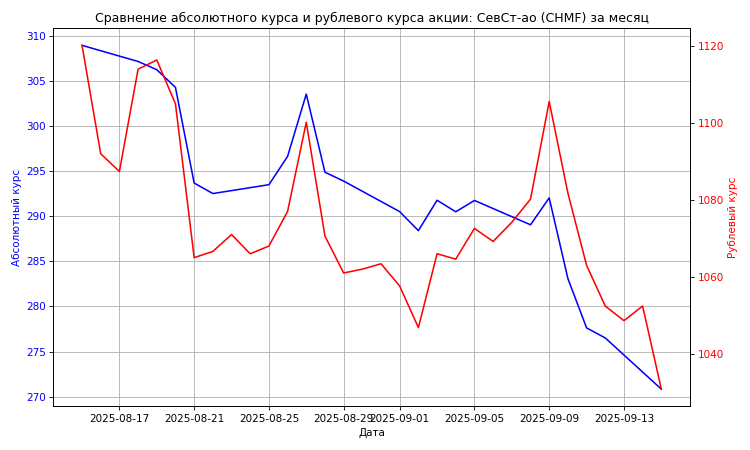 Сравнение абсолютного курса и рублевого курса акции: СевСт-ао (CHMF) за месяц
310
305
300
295
290
285
280
275
270
Абсолютный курс
1120
1100
1080
1060
1040
Рублевый курс
2025-08-17 2025-08-21 2025-08-25 2025-08-29 2025-09-01 2025-09-05 2025-09-09 2025-09-13
Дата